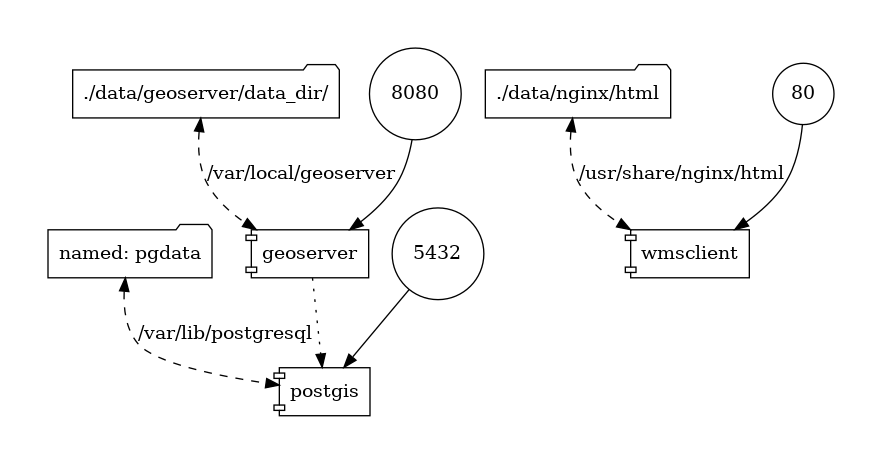 ./data/geoserver/data_dir/
8080
./data/nginx/html
80
/var/local/geoserver
/usr/share/nginx/html
named: pgdata
geoserver
5432
wmsclient
/var/lib/postgresql
postgis